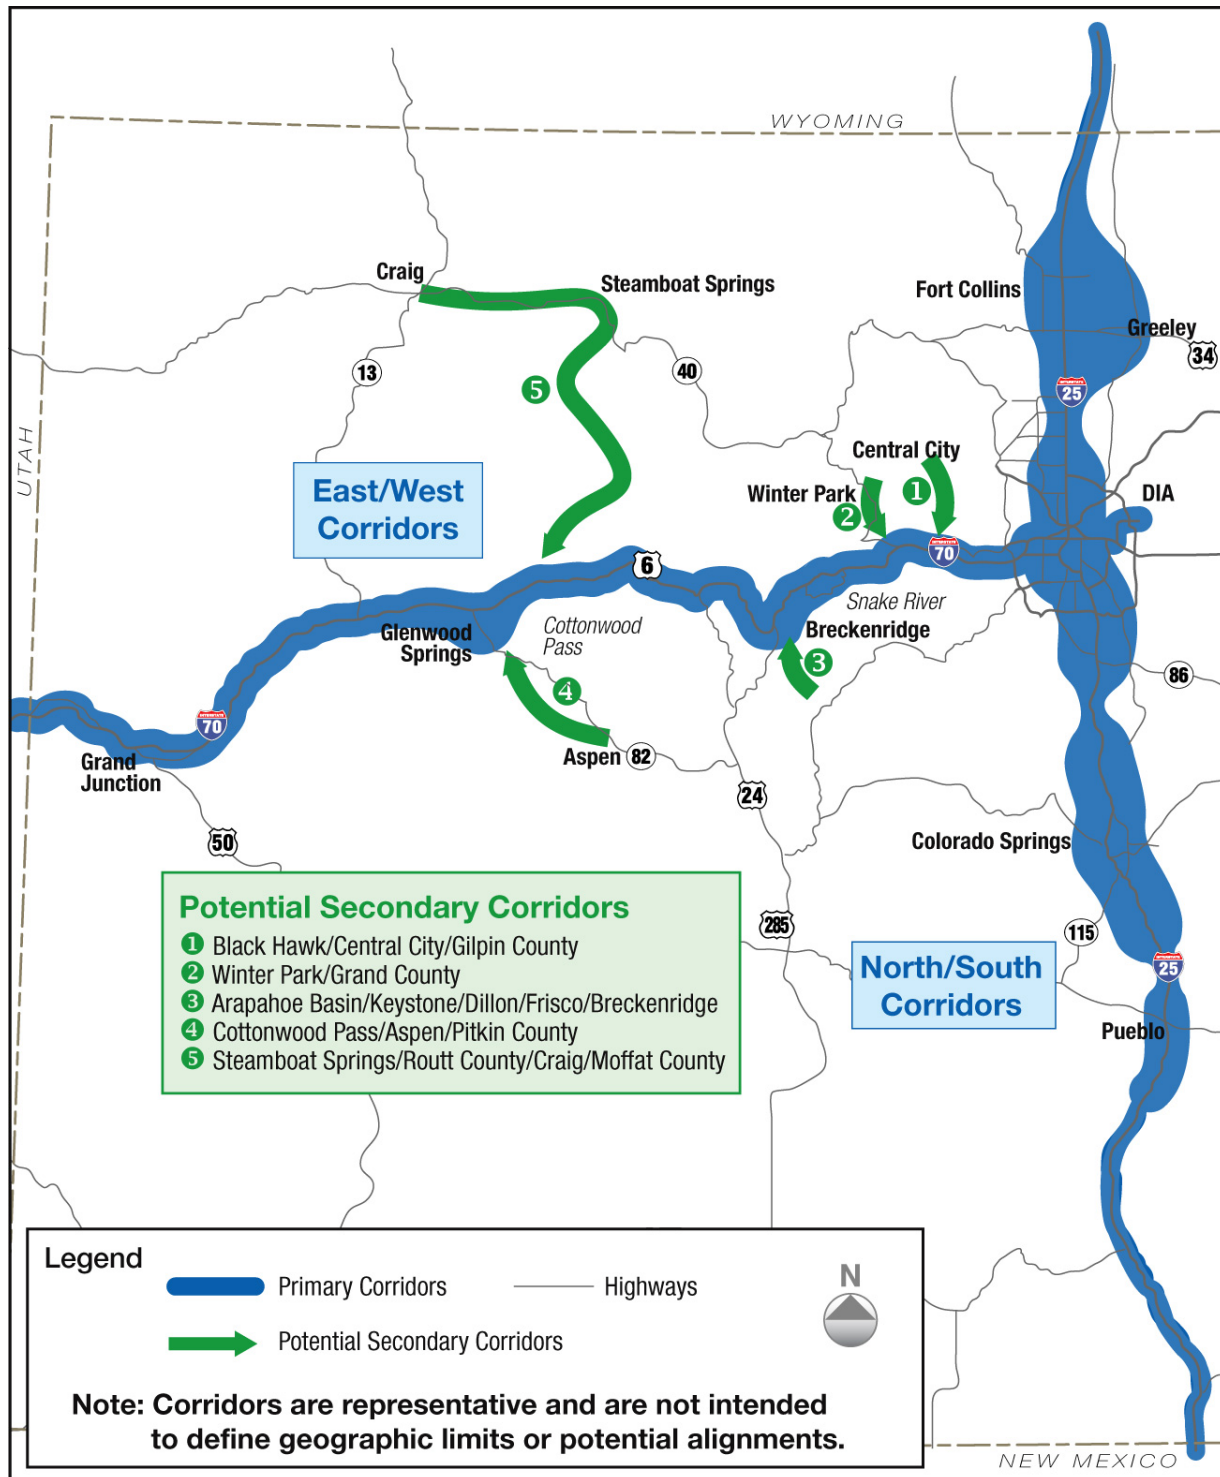 WYOMING
Craig
Steamboat Springs
Fort Collins
Greeley
34
13
40
25
5
UTAH
East/West
Corridors
Central City
Winter Park
1
2
DIA
70
6
Snake River
Cottonwood
Pass
Glenwood
Springs
Breckenridge
3
86
4
70
Aspen
82
Grand
Junction
24
50
Colorado Springs
Potential Secondary Corridors
1 Black Hawk/Central City/Gilpin County
2 Winter Park/Grand County
3 Arapahoe Basin/Keystone/Dillon/Frisco/Breckenridge
4 Cottonwood Pass/Aspen/Pitkin County
5 Steamboat Springs/Routt County/Craig/Moffat County
285
115
North/South
Corridors
INTERSTATE
25
Pueblo
Legend
Primary Corridors
Highways
N
Potential Secondary Corridors
Note: Corridors are representative and are not intended
to define geographic limits or potential alignments.
NEW MEXICO